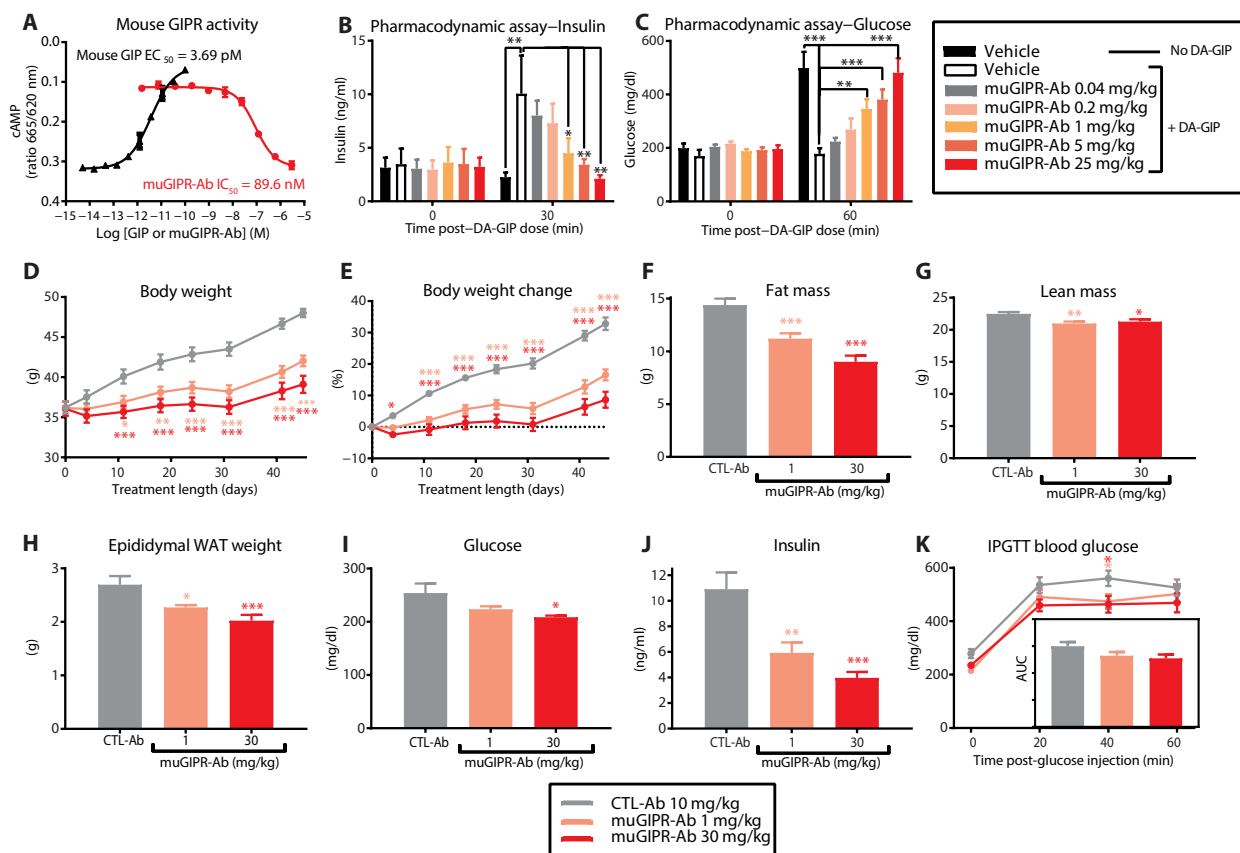 A
Mouse GIPR activity
0.0
0.1
0.2
0.3
0.4
cAMP
(ratio 665/620 nm)
Mouse GIP EC 50 = 3.69 pM
muGIPR-Ab IC50 = 89.6 nM
−15 −14 −13 −12 −11 −10 −9 −8 −7 −6 −5
Log [GIP or muGIPR-Ab] (M)
B
Pharmacodynamic assay–Insulin
15
10
5
0
Insulin (ng/ml)
**
*
**
**
0 30
Time post–DA-GIP dose (min)
C
Pharmacodynamic assay–Glucose
600
400
200
0
Glucose (mg/dl)
*** ***
***
**
0 60
Time post–DA-GIP dose (min)
Vehicle
No DA-GIP
Vehicle
muGIPR-Ab 0.04 mg/kg
muGIPR-Ab 0.2 mg/kg
muGIPR-Ab 1 mg/kg
muGIPR-Ab 5 mg/kg
muGIPR-Ab 25 mg/kg
+ DA-GIP
D
Body weight
50
45
40
35
30
(g)
* ** *** *** *** ***
*** *** *** *** *** ***
0 10 20 30 40
Treatment length (days)
E
Body weight change
40
30
20
10
0
−10
(%)
*** *** *** *** *** ***
* *** *** *** *** *** ***
0 10 20 30 40
Treatment length (days)
F
Fat mass
15
10
5
0
(g)
***
***
CTL-Ab 1 30
muGIPR-Ab (mg/kg)
G
Lean mass
25
20
15
10
5
0
(g)
**
*
CTL-Ab 1 30
muGIPR-Ab (mg/kg)
H
Epididymal WAT weight
3
2
1
0
(g)
*
***
CTL-Ab 1 30
muGIPR-Ab (mg/kg)
I
Glucose
300
200
100
0
(mg/dl)
*
CTL-Ab 1 30
muGIPR-Ab (mg/kg)
J
Insulin
12
10
8
6
4
2
0
(ng/ml)
**
***
CTL-Ab 1 30
muGIPR-Ab (mg/kg)
K
IPGTT blood glucose
600
400
200
0
(mg/dl)
*
*
AUC
0 20 40 60
Time post-glucose injection (min)
CTL-Ab 10 mg/kg
muGIPR-Ab 1 mg/kg
muGIPR-Ab 30 mg/kg